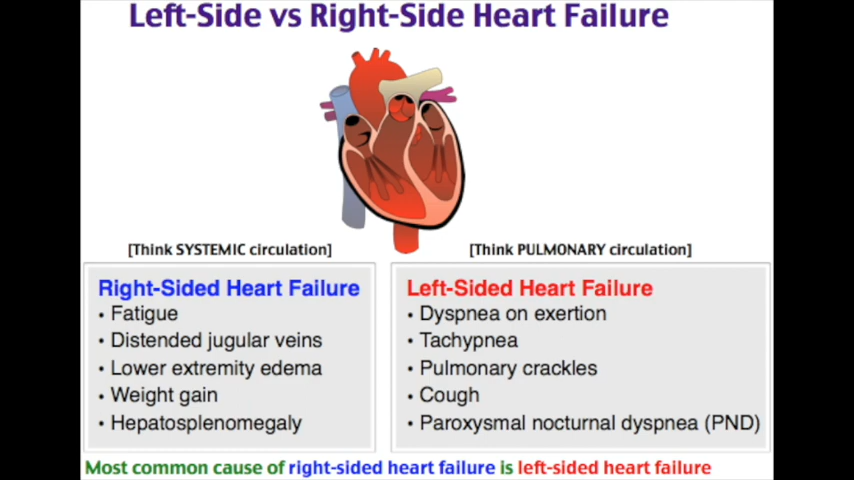 Left-Side vs Right-Side Heart Failure
[Think SYSTEMIC circulation]
[Think PULMONARY circulation]
Right-Sided Heart Failure
• Fatigue
• Distended jugular veins
• Lower extremity edema
• Weight gain
• Hepatosplenomegaly
Left-Sided Heart Failure
• Dyspnea on exertion
• Tachypnea
• Pulmonary crackles
• Cough
• Paroxysmal nocturnal dyspnea (PND)
Most common cause of right-sided heart failure is left-sided heart failure